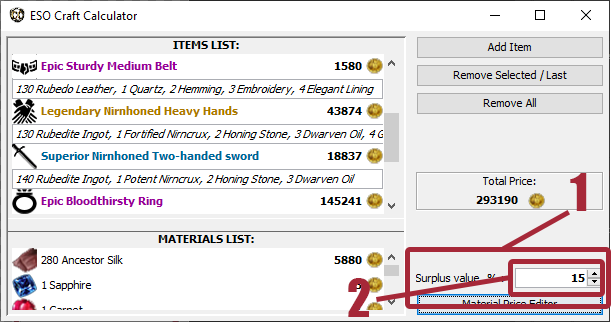 ESO Craft Calculator
ITEMS LIST:
Epic Sturdy Medium Belt 1580
130 Rubedo Leather, 1 Quartz, 2 Hemming, 3 Embroidery, 4 Elegant Lining
Legendary Nirnhoned Heavy Hands 43874
130 Rubedite Ingot, 1 Fortified Nirncrux, 2 Honing Stone, 3 Dwarven Oil, 4 G
Superior Nirnhoned Two-handed sword 18837
140 Rubedite Ingot, 1 Potent Nirncrux, 2 Honing Stone, 3 Dwarven Oil
Epic Bloodthirsty Ring 145241
MATERIALS LIST:
280 Ancestor Silk 5880
1 Sapphire
1 Garnet
Add Item
Remove Selected / Last
Remove All
Total Price:
293190
1
Surplus value, % : 15
2
Material Price Editor